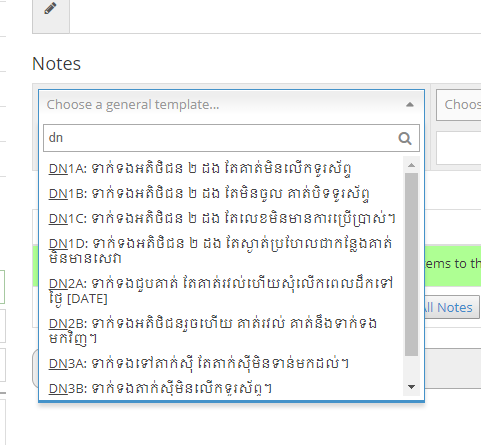 Notes
Choose a general template...
Choos
dn
DN1A: ទាក់ទងអតិថិជន ២ ដង តែគាត់មិនលើកទូរស័ព្ទ
DN1B: ទាក់ទងអតិថិជន ២ ដង តែមិនចូល គាត់បិទទូរស័ព្ទ
DN1C: ទាក់ទងអតិថិជន ២ ដង តែលេខមិនមានការប្រើប្រាស់។
DN1D: ទាក់ទងអតិថិជន ២ ដង តែស្ងាត់ប្រហែលជាកន្លែងគាត់
មិនមានសេវា
ems to th
DN2A: ទាក់ទងជួបគាត់ តែគាត់រវល់ហើយសុំលើកពេលដឹកទៅ
ថ្ងៃ [DATE]
All Notes
DN2B: ទាក់ទងអតិថិជនរួចហើយ គាត់រវល់ គាត់នឹងទាក់ទង
មកវិញ។
DN3A: ទាក់ទងទៅតាក់ស៊ី តែតាក់ស៊ីមិនទាន់មកដល់។
DN3B: ទាក់ទងតាក់ស៊ីមិនលើកទូរស័ព្ទ។